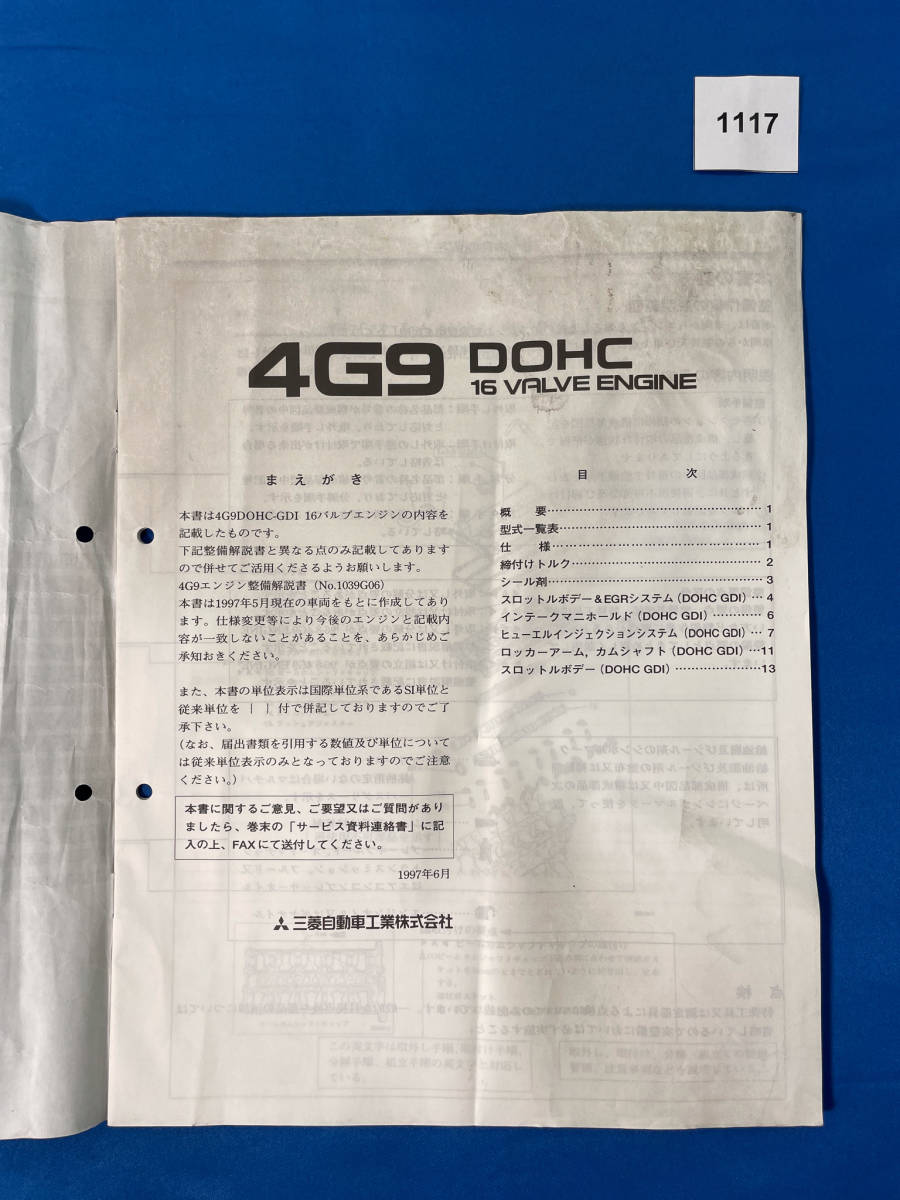 1117
4G9 DOHC
16 VALVE ENGINE
まえがき
本書は4G9DOHC-GDI 16バルブエンジンの内容を
記載したものです。
下記整備解説書と異なる点のみ記載してあります
ので併せてご活用くださるようお願いします。
4G9エンジン整備解説書（No.1039G06）
本書は1997年5月現在の車両をもとに作成してあり
ます。仕様変更等により今後のエンジンと記載内
容が一致しないことがあることを、あらかじめご
承知おきください。
また、本書の単位表示は国際単位系であるSI単位と
従来単位を｛ ｝付で併記しておりますのでご了
承下さい。
(なお、届出書類を引用する数値及び単位について
は従来単位表示のみとなっておりますのでご注意
ください。)
本書に関するご意見、ご要望又はご質問があり
ましたら、巻末の「サービス資料連絡書」に記
入の上、FAXにて送付してください。
1997年6月
三菱自動車工業株式会社
目次
概要…………………………………………1
型式一覧表…………………………………1
仕様…………………………………………1
締付けトルク………………………………2
シール剤……………………………………3
スロットルボデー＆EGRシステム（DOHC GDI）…4
インテークマニホールド（DOHC GDI）…………6
ヒューエルインジェクションシステム（DOHC GDI）…7
ロッカーアーム，カムシャフト（DOHC GDI）…11
スロットルボデー（DOHC GDI）…………………13